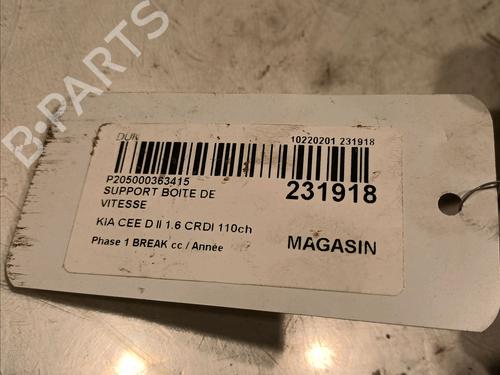 B-PARTS
DUR
10220201 231918
P205000363415
SUPPORT BOITE DE
VITESSE
231918
KIA CEE D II 1.6 CRDI 110ch
Phase 1 BREAK cc / Année
MAGASIN